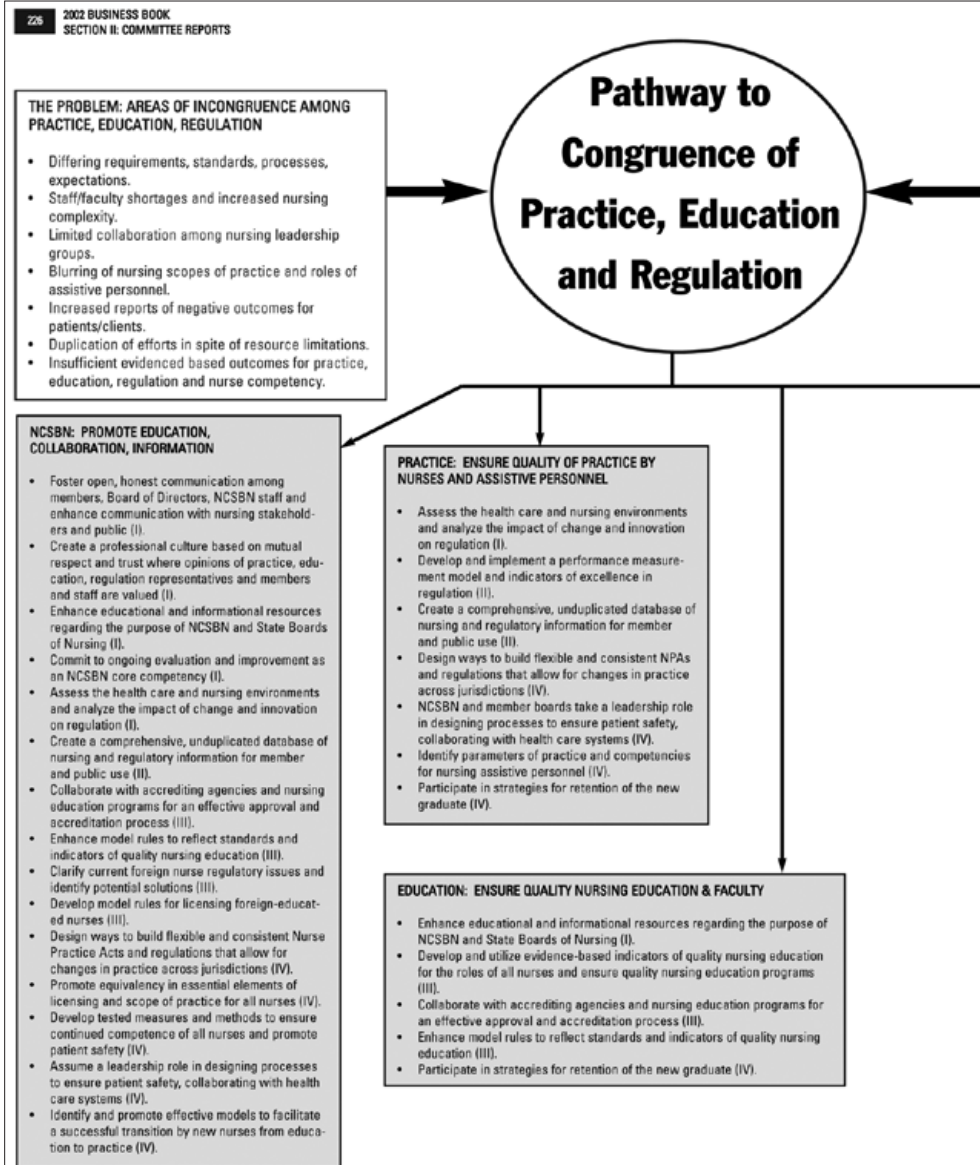 226
2002 BUSINESS BOOK
SECTION II: COMMITTEE REPORTS
Pathway to
Congruence of
Practice, Education
and Regulation
THE PROBLEM: AREAS OF INCONGRUENCE AMONG
PRACTICE, EDUCATION, REGULATION
• Differing requirements, standards, processes,
expectations.
• Staff/faculty shortages and increased nursing
complexity.
• Limited collaboration among nursing leadership
groups.
• Blurring of nursing scopes of practice and roles of
assistive personnel.
• Increased reports of negative outcomes for
patients/clients.
• Duplication of efforts in spite of resource limitations.
• Insufficient evidenced based outcomes for practice,
education, regulation and nurse competency.
NCSBN: PROMOTE EDUCATION,
COLLABORATION, INFORMATION
• Foster open, honest communication among
members, Board of Directors, NCSBN staff and
enhance communication with nursing stakehold-
ers and public (I).
• Create a professional culture based on mutual
respect and trust where opinions of practice, edu-
cation, regulation representatives and members
and staff are valued (I).
• Enhance educational and informational resources
regarding the purpose of NCSBN and State Boards
of Nursing (I).
• Commit to ongoing evaluation and improvement as
an NCSBN core competency (I).
• Assess the health care and nursing environments
and analyze the impact of change and innovation
on regulation (I).
• Create a comprehensive, unduplicated database of
nursing and regulatory information for member
and public use (II).
• Collaborate with accrediting agencies and nursing
education programs for an effective approval and
accreditation process (III).
• Enhance model rules to reflect standards and
indicators of quality nursing education (III).
• Clarify current foreign nurse regulatory issues and
identify potential solutions (III).
• Develop model rules for licensing foreign-educat-
ed nurses (III).
• Design ways to build flexible and consistent Nurse
Practice Acts and regulations that allow for
changes in practice across jurisdictions (IV).
• Promote equivalency in essential elements of
licensing and scope of practice for all nurses (IV).
• Develop tested measures and methods to ensure
continued competence of all nurses and promote
patient safety (IV).
• Assume a leadership role in designing processes
to ensure patient safety, collaborating with health
care systems (IV).
• Identify and promote effective models to facilitate
a successful transition by new nurses from educa-
tion to practice (IV).
PRACTICE: ENSURE QUALITY OF PRACTICE BY
NURSES AND ASSISTIVE PERSONNEL
• Assess the health care and nursing environments
and analyze the impact of change and innovation
on regulation (I).
• Develop and implement a performance measure-
ment model and indicators of excellence in
regulation (II).
• Create a comprehensive, unduplicated database of
nursing and regulatory information for member
and public use (II).
• Design ways to build flexible and consistent NPAs
and regulations that allow for changes in practice
across jurisdictions (IV).
• NCSBN and member boards take a leadership role
in designing processes to ensure patient safety,
collaborating with health care systems (IV).
• Identify parameters of practice and competencies
for nursing assistive personnel (IV).
• Participate in strategies for retention of the new
graduate (IV).
EDUCATION: ENSURE QUALITY NURSING EDUCATION & FACULTY
• Enhance educational and informational resources regarding the purpose of
NCSBN and State Boards of Nursing (I).
• Develop and utilize evidence-based indicators of quality nursing education
for the roles of all nurses and ensure quality nursing education programs
(III).
• Collaborate with accrediting agencies and nursing education programs for
an effective approval and accreditation process (III).
• Enhance model rules to reflect standards and indicators of quality nursing
education (III).
• Participate in strategies for retention of the new graduate (IV).